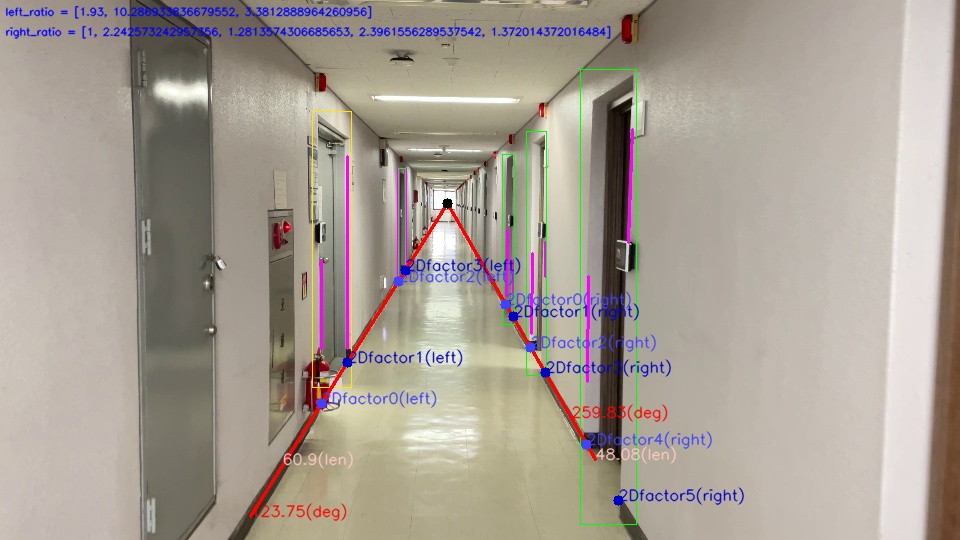 left_ratio = [1.93, 10.286933836679552, 3.3812888964260956]
right_ratio = [1, 2.242573242957356, 1.2813574306685653, 2.3961556289537542, 1.372014372016484]
2Dfactor3(left)
2Dfactor2(left)
2Dfactor0(right)
2Dfactor1(right)
2Dfactor2(right)
2Dfactor1(left)
2Dfactor3(right)
2Dfactor0(left)
259.83(deg)
2Dfactor4(right)
60.9(len)
48.08(len)
2Dfactor5(right)
123.75(deg)